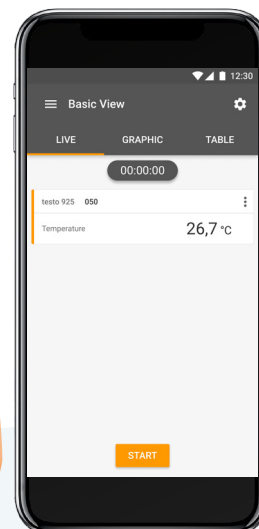 12:30
Basic View
LIVE GRAPHIC TABLE
00:00:00
testo 925 050
Temperature 26,7 °C
START